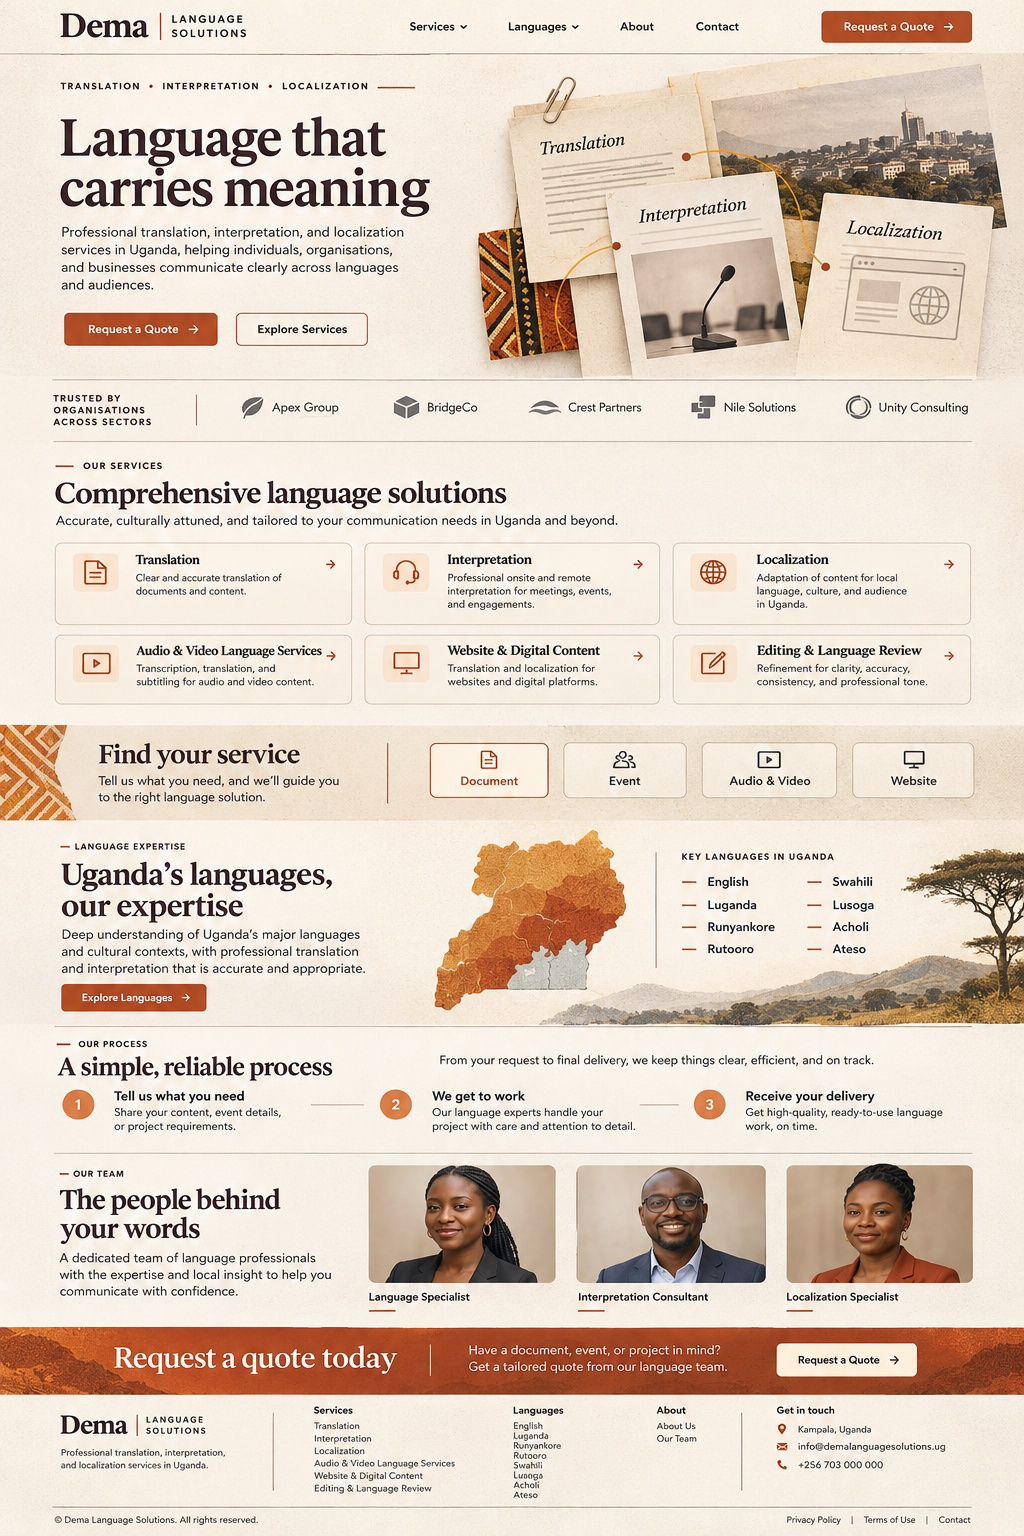 Dema
LANGUAGE
SOLUTIONS
Services
Languages
About
Contact
Request a Quote →
TRANSLATION • INTERPRETATION • LOCALIZATION
Language that
carries meaning
Professional translation, interpretation, and localization
services in Uganda, helping individuals, organisations,
and businesses communicate clearly across languages
and audiences.
Request a Quote →
Explore Services
Translation
Interpretation
Localization
TRUSTED BY
ORGANISATIONS
ACROSS SECTORS
Apex Group
BridgeCo
Crest Partners
Nile Solutions
Unity Consulting
OUR SERVICES
Comprehensive language solutions
Accurate, culturally attuned, and tailored to your communication needs in Uganda and beyond.
Translation →
Clear and accurate translation of
documents and content.
Interpretation →
Professional onsite and remote
interpretation for meetings, events,
and engagements.
Localization →
Adaptation of content for local
language, culture, and audience
in Uganda.
Audio & Video Language Services →
Transcription, translation, and
subtitling for audio and video content.
Website & Digital Content →
Translation and localization for
websites and digital platforms.
Editing & Language Review →
Refinement for clarity, accuracy,
consistency, and professional tone.
Find your service
Tell us what you need, and we'll guide you
to the right language solution.
Document
Event
Audio & Video
Website
LANGUAGE EXPERTISE
Uganda's languages,
our expertise
Deep understanding of Uganda's major languages
and cultural contexts, with professional translation
and interpretation that is accurate and appropriate.
Explore Languages →
KEY LANGUAGES IN UGANDA
English
Swahili
Luganda
Lusoga
Runyankore
Acholi
Rutooro
Ateso
OUR PROCESS
A simple, reliable process
From your request to final delivery, we keep things clear, efficient, and on track.
1
Tell us what you need
Share your content, event details,
or project requirements.
2
We get to work
Our language experts handle your
project with care and attention to detail.
3
Receive your delivery
Get high-quality, ready-to-use language
work, on time.
OUR TEAM
The people behind
your words
A dedicated team of language professionals
with the expertise and local insight to help you
communicate with confidence.
Language Specialist
Interpretation Consultant
Localization Specialist
Request a quote today
Have a document, event, or project in mind?
Get a tailored quote from our language team.
Request a Quote →
Dema
LANGUAGE
SOLUTIONS
Professional translation, interpretation,
and localization services in Uganda.
Services
Translation
Interpretation
Localization
Audio & Video Language Services
Website & Digital Content
Editing & Language Review
Languages
English
Luganda
Runyankore
Rutooro
Swahili
Lusoga
Acholi
Ateso
About
About Us
Our Team
Get in touch
Kampala, Uganda
info@demalanguagesolutions.ug
+256 703 000 000
© Dema Language Solutions. All rights reserved.
Privacy Policy | Terms of Use | Contact